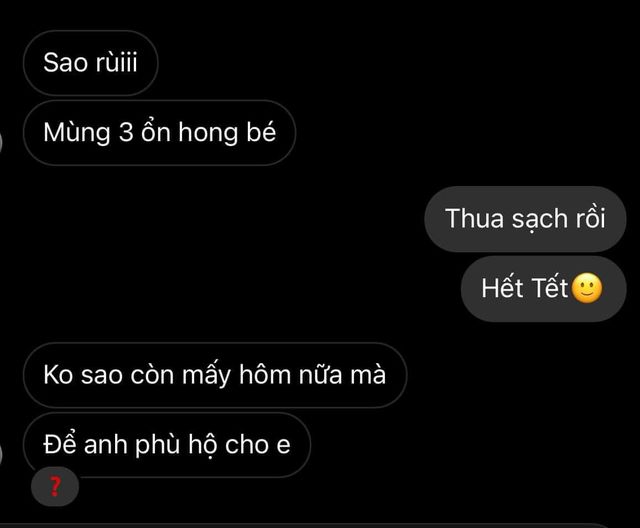 Sao rùiii
Mùng 3 ổn hong bé
Thua sạch rồi
Hết Tết🙂
Ko sao còn mấy hôm nữa mà
Để anh phù hộ cho e
❓